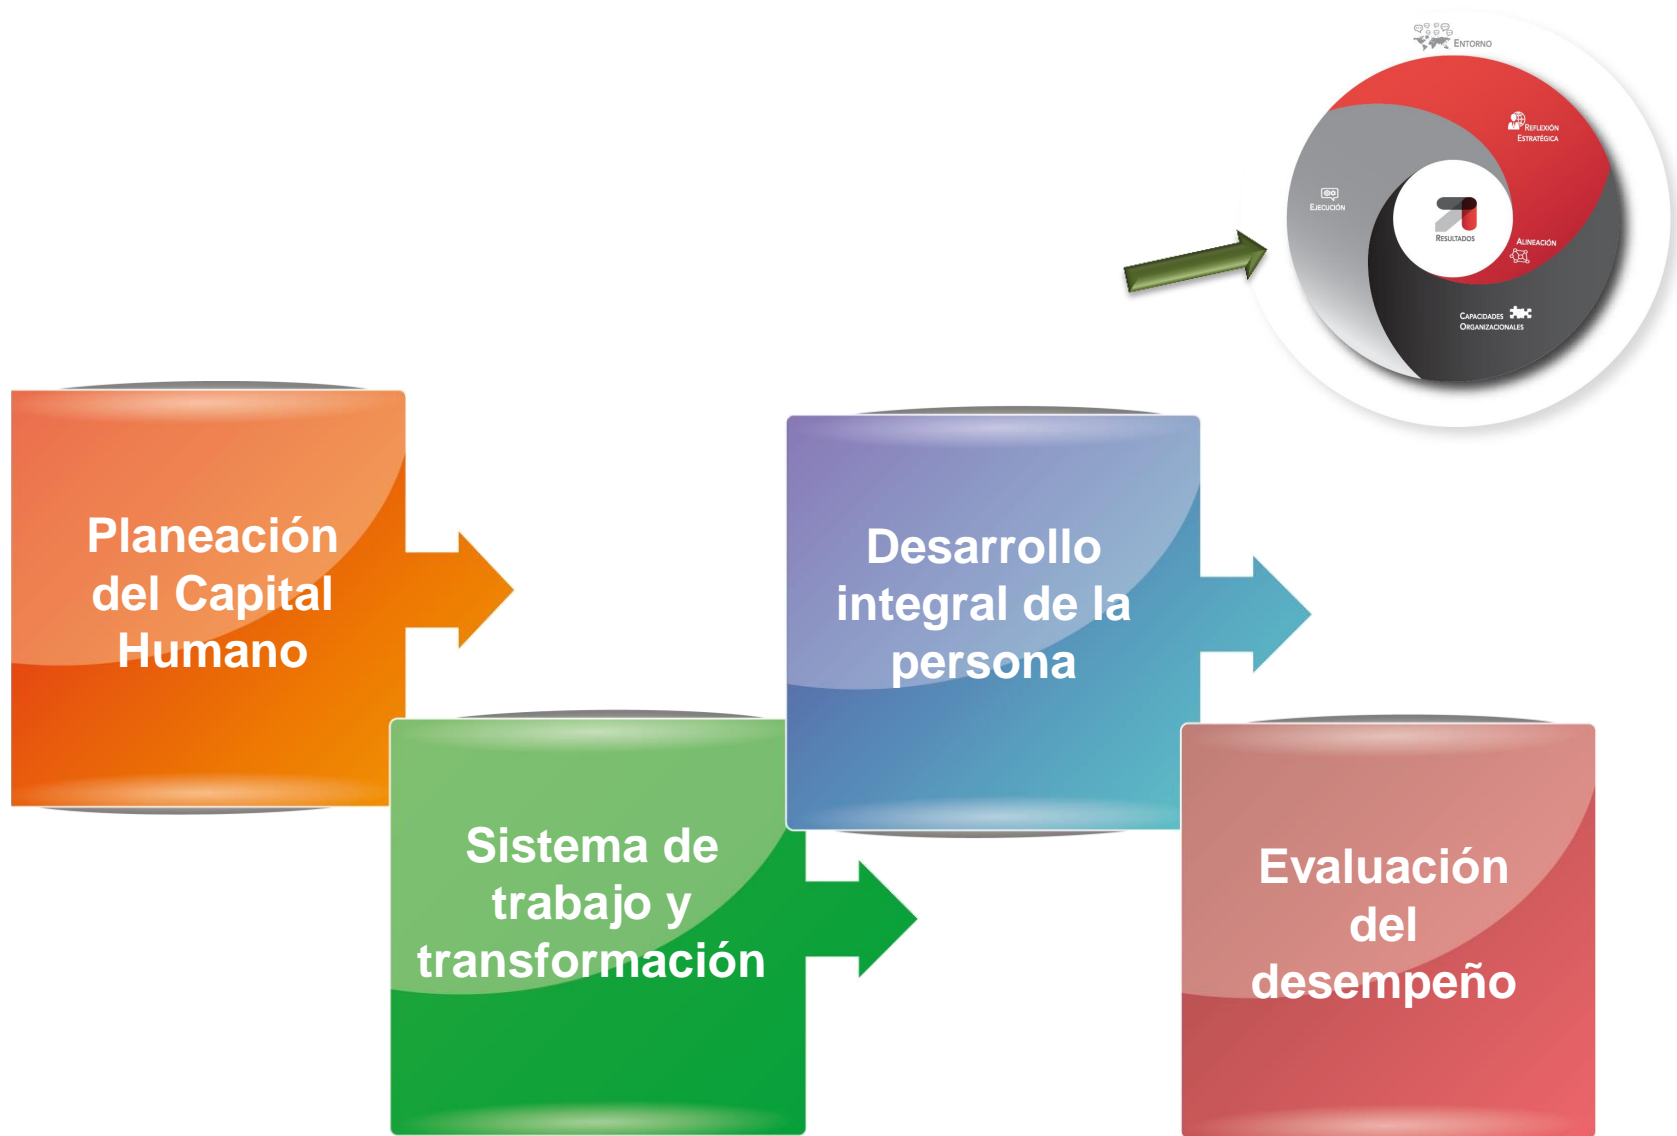 ENTORNO
REFLEXIÓN
ESTRATÉGICA
EJECUCIÓN
RESULTADOS
ALINEACIÓN
CAPACIDADES
ORGANIZACIONALES
Planeación
del Capital
Humano
Sistema de
trabajo y
transformación
Desarrollo
integral de la
persona
Evaluación
del
desempeño